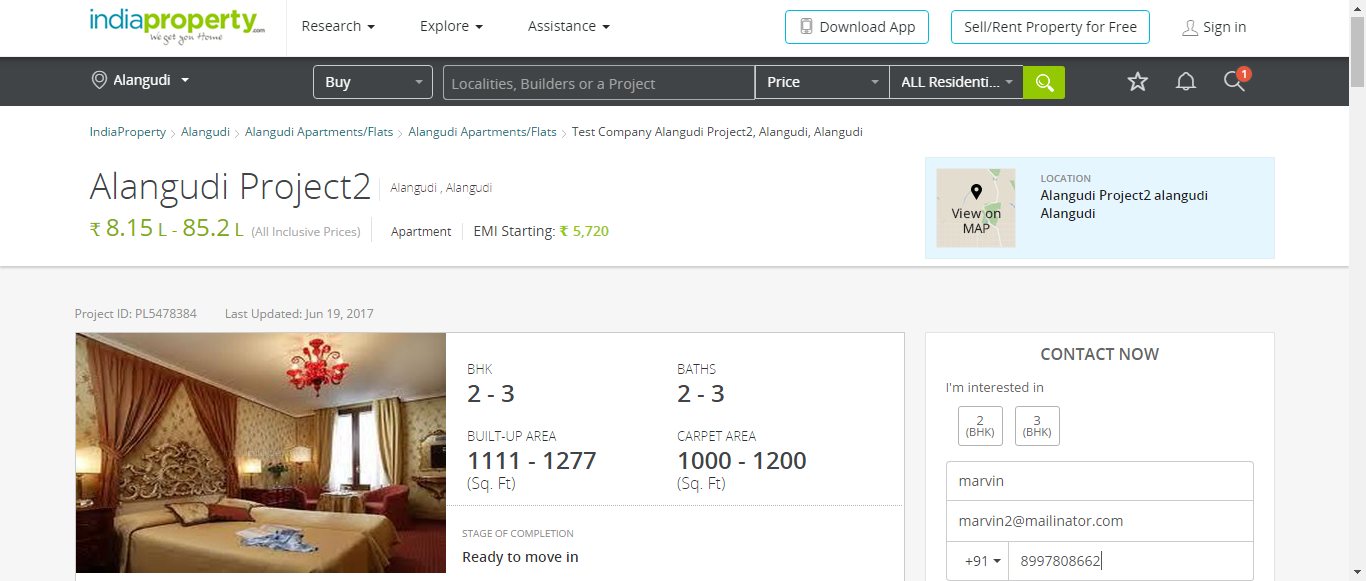 indiaproperty.com
We get you Home
Research
Explore
Assistance
Download App
Sell/Rent Property for Free
Sign in
Alangudi
Buy
Localities, Builders or a Project
Price
ALL Residenti...
1
IndiaProperty > Alangudi > Alangudi Apartments/Flats > Alangudi Apartments/Flats > Test Company Alangudi Project2, Alangudi, Alangudi
Alangudi Project2
Alangudi , Alangudi
₹ 8.15 L - 85.2 L (All Inclusive Prices)
Apartment
EMI Starting: ₹ 5,720
View on
MAP
LOCATION
Alangudi Project2 alangudi
Alangudi
Project ID: PL5478384
Last Updated: Jun 19, 2017
BHK
2 - 3
BATHS
2 - 3
BUILT-UP AREA
1111 - 1277
(Sq. Ft)
CARPET AREA
1000 - 1200
(Sq. Ft)
STAGE OF COMPLETION
Ready to move in
CONTACT NOW
I'm interested in
2
(BHK)
3
(BHK)
marvin
marvin2@mailinator.com
+91
8997808662